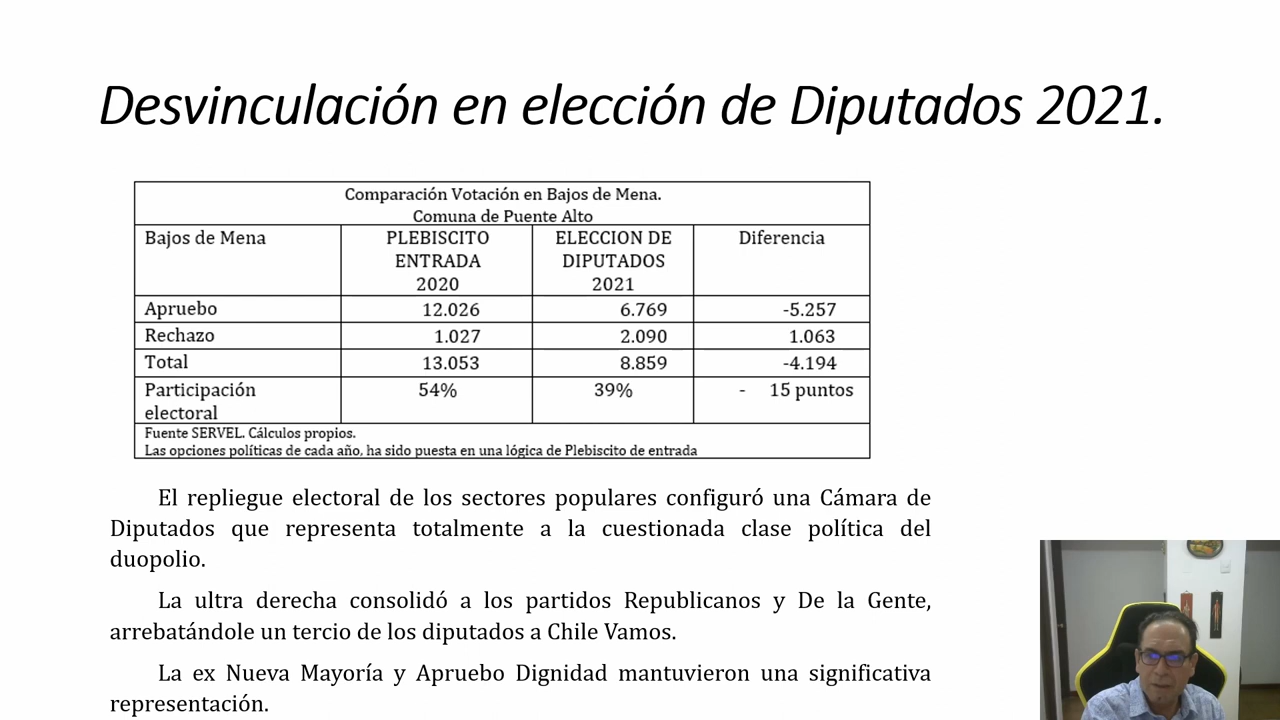 Desvinculación en elección de Diputados 2021.
Comparación Votación en Bajos de Mena.
Comuna de Puente Alto
Bajos de Mena PLEBISCITO ENTRADA 2020 ELECCION DE DIPUTADOS 2021 Diferencia
Apruebo 12.026 6.769 -5.257
Rechazo 1.027 2.090 1.063
Total 13.053 8.859 -4.194
Participación electoral 54% 39% - 15 puntos
Fuente SERVEL. Cálculos propios.
Las opciones políticas de cada año, ha sido puesta en una lógica de Plebiscito de entrada
El repliegue electoral de los sectores populares configuró una Cámara de
Diputados que representa totalmente a la cuestionada clase política del
duopolio.
La ultra derecha consolidó a los partidos Republicanos y De la Gente,
arrebatándole un tercio de los diputados a Chile Vamos.
La ex Nueva Mayoría y Apruebo Dignidad mantuvieron una significativa
representación.